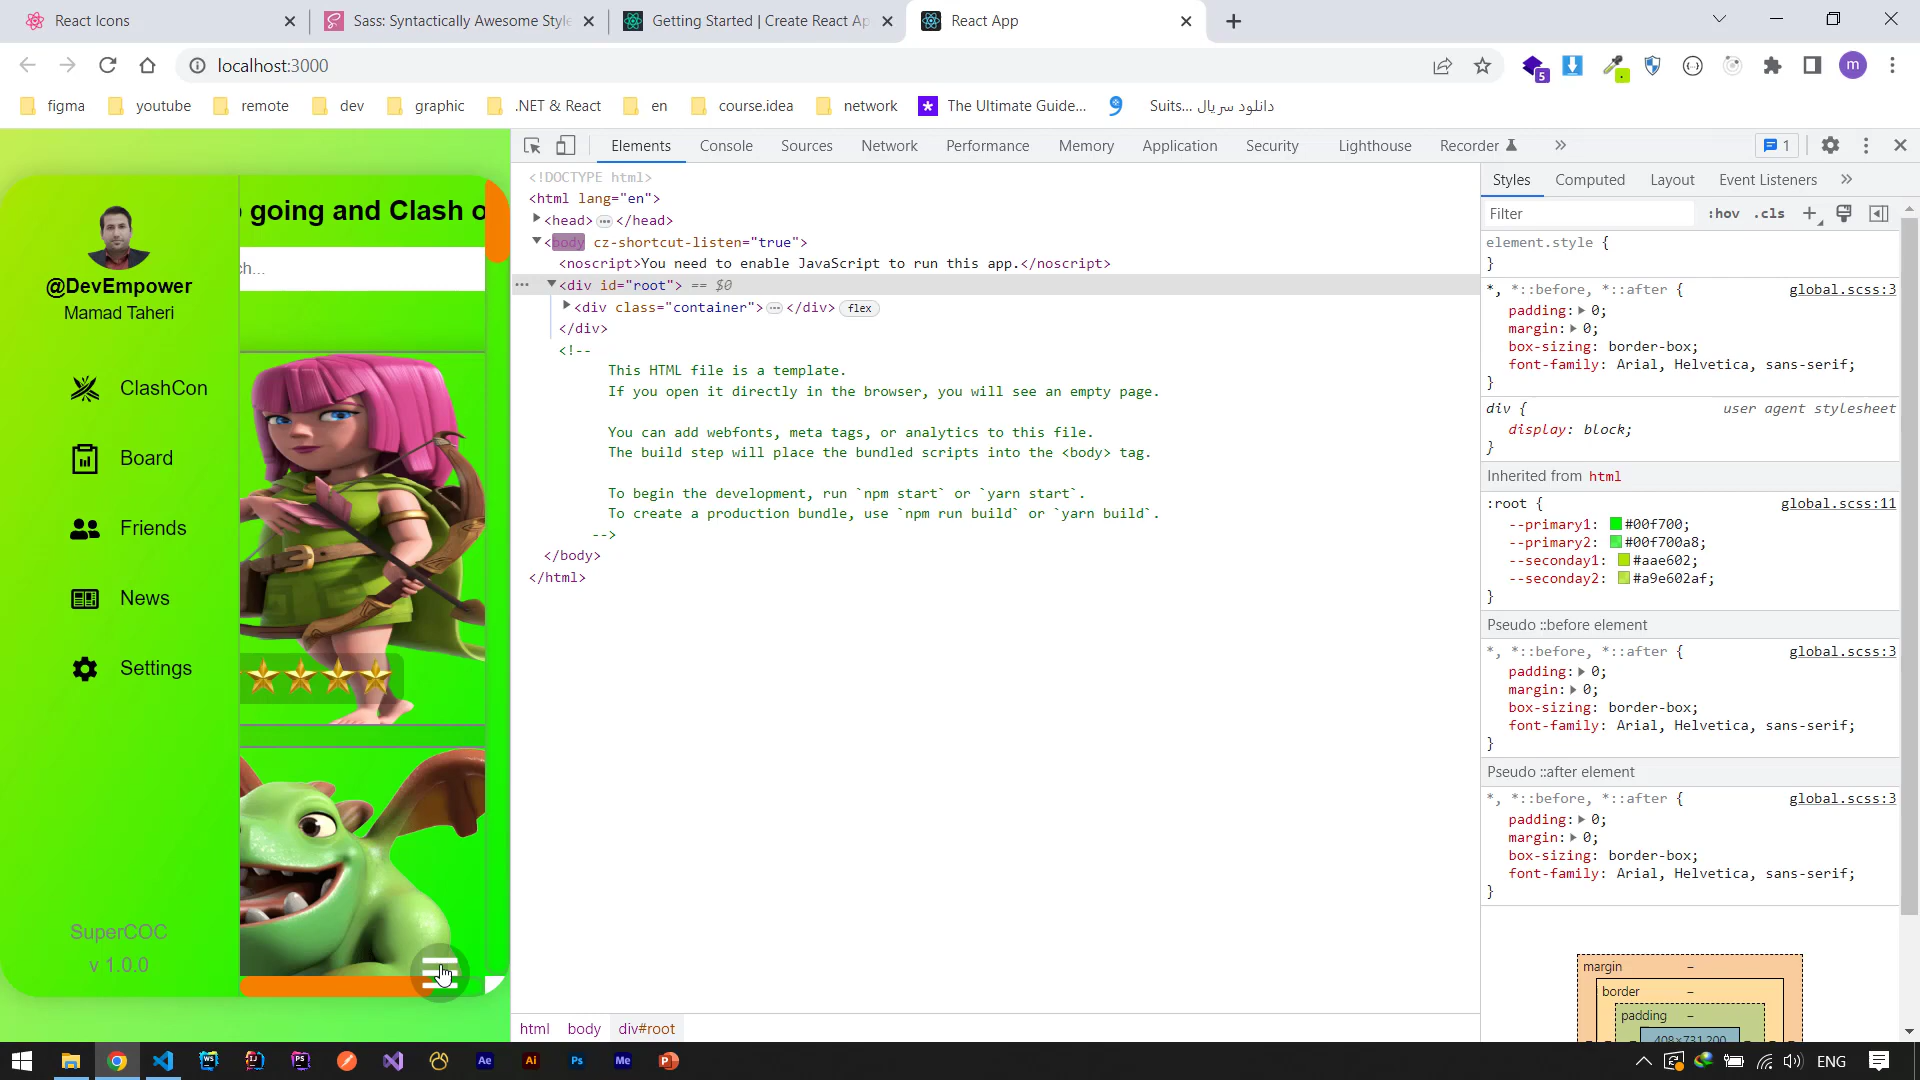 React Icons
Sass: Syntactically Awesome Style
Getting Started | Create React Ap
React App
localhost:3000
5
m
figma
youtube
remote
dev
graphic
.NET & React
en
course.idea
network
The Ultimate Guide...
دانلود سریال Suits...
Elements
Console
Sources
Network
Performance
Memory
Application
Security
Lighthouse
Recorder
1
going and Clash o
ch...
@DevEmpower
Mamad Taheri
ClashCon
Board
Friends
News
Settings
SuperCOC
v 1.0.0
<!DOCTYPE html>
<html lang="en">
<head> … </head>
<body cz-shortcut-listen="true">
<noscript>You need to enable JavaScript to run this app.</noscript>
<div id="root"> == $0
<div class="container"> … </div> flex
</div>
<!--
This HTML file is a template.
If you open it directly in the browser, you will see an empty page.
You can add webfonts, meta tags, or analytics to this file.
The build step will place the bundled scripts into the <body> tag.
To begin the development, run `npm start` or `yarn start`.
To create a production bundle, use `npm run build` or `yarn build`.
-->
</body>
</html>
html body div#root
Styles
Computed
Layout
Event Listeners
Filter
:hov .cls
element.style {
}
*, *::before, *::after { global.scss:3
padding: 0;
margin: 0;
box-sizing: border-box;
font-family: Arial, Helvetica, sans-serif;
}
div { user agent stylesheet
display: block;
}
Inherited from html
:root { global.scss:11
--primary1: #00f700;
--primary2: #00f700a8;
--seconday1: #aae602;
--seconday2: #a9e602af;
}
Pseudo ::before element
*, *::before, *::after { global.scss:3
padding: 0;
margin: 0;
box-sizing: border-box;
font-family: Arial, Helvetica, sans-serif;
}
Pseudo ::after element
*, *::before, *::after { global.scss:3
padding: 0;
margin: 0;
box-sizing: border-box;
font-family: Arial, Helvetica, sans-serif;
}
margin –
border –
padding –
408×731.200
WS
IJ
PS
Ae
Ai
Ps
Me
P
ENG